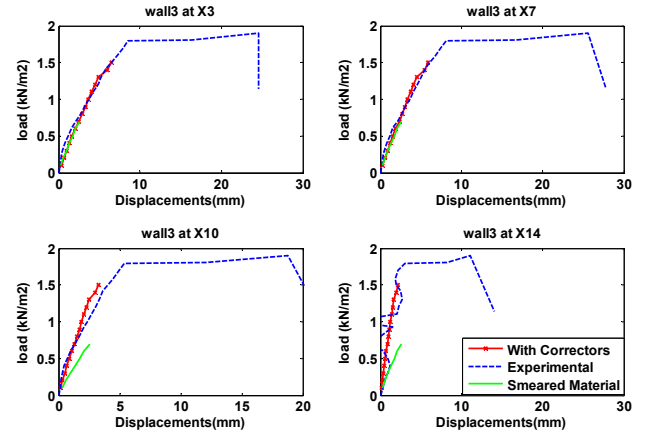 wall3 at X3
load (kN/m2)
2
1.5
1
0.5
0
0 10 20 30
Displacements(mm)
wall3 at X7
load (kN/m2)
2
1.5
1
0.5
0
0 10 20 30
Displacements(mm)
wall3 at X10
load (kN/m2)
2
1.5
1
0.5
0
0 5 10 15 20
Displacements(mm)
wall3 at X14
load (kN/m2)
2
1.5
1
0.5
0
0 10 20 30
Displacements(mm)
With Correctors
Experimental
Smeared Material